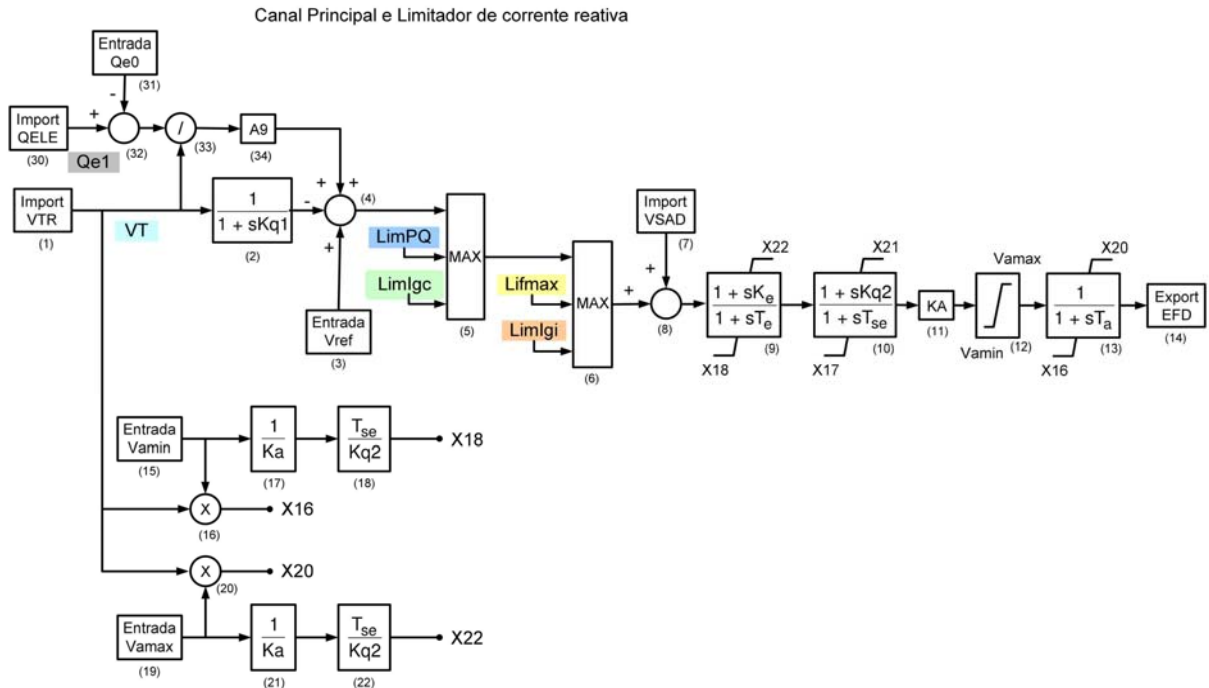 Canal Principal e Limitador de corrente reativa
Entrada
Qe0
(31)
-
+
Import
QELE
(30)
Qe1
(32)
/
(33)
A9
(34)
Import
VTR
(1)
VT
1
1 + sKq1
(2)
+
+
-
+
(4)
Entrada
Vref
(3)
LimPQ
LimIgc
MAX
(5)
Lifmax
LimIgi
MAX
(6)
Import
VSAD
(7)
+
+
(8)
X22
1 + sKe
1 + sTe
(9)
X18
X21
1 + sKq2
1 + sTse
(10)
X17
KA
(11)
Vamax
Vamin
(12)
X20
1
1 + sTa
(13)
X16
Export
EFD
(14)
Entrada
Vamin
(15)
1
Ka
(17)
Tse
Kq2
(18)
X18
X
(16)
X16
X
(20)
X20
Entrada
Vamax
(19)
1
Ka
(21)
Tse
Kq2
(22)
X22